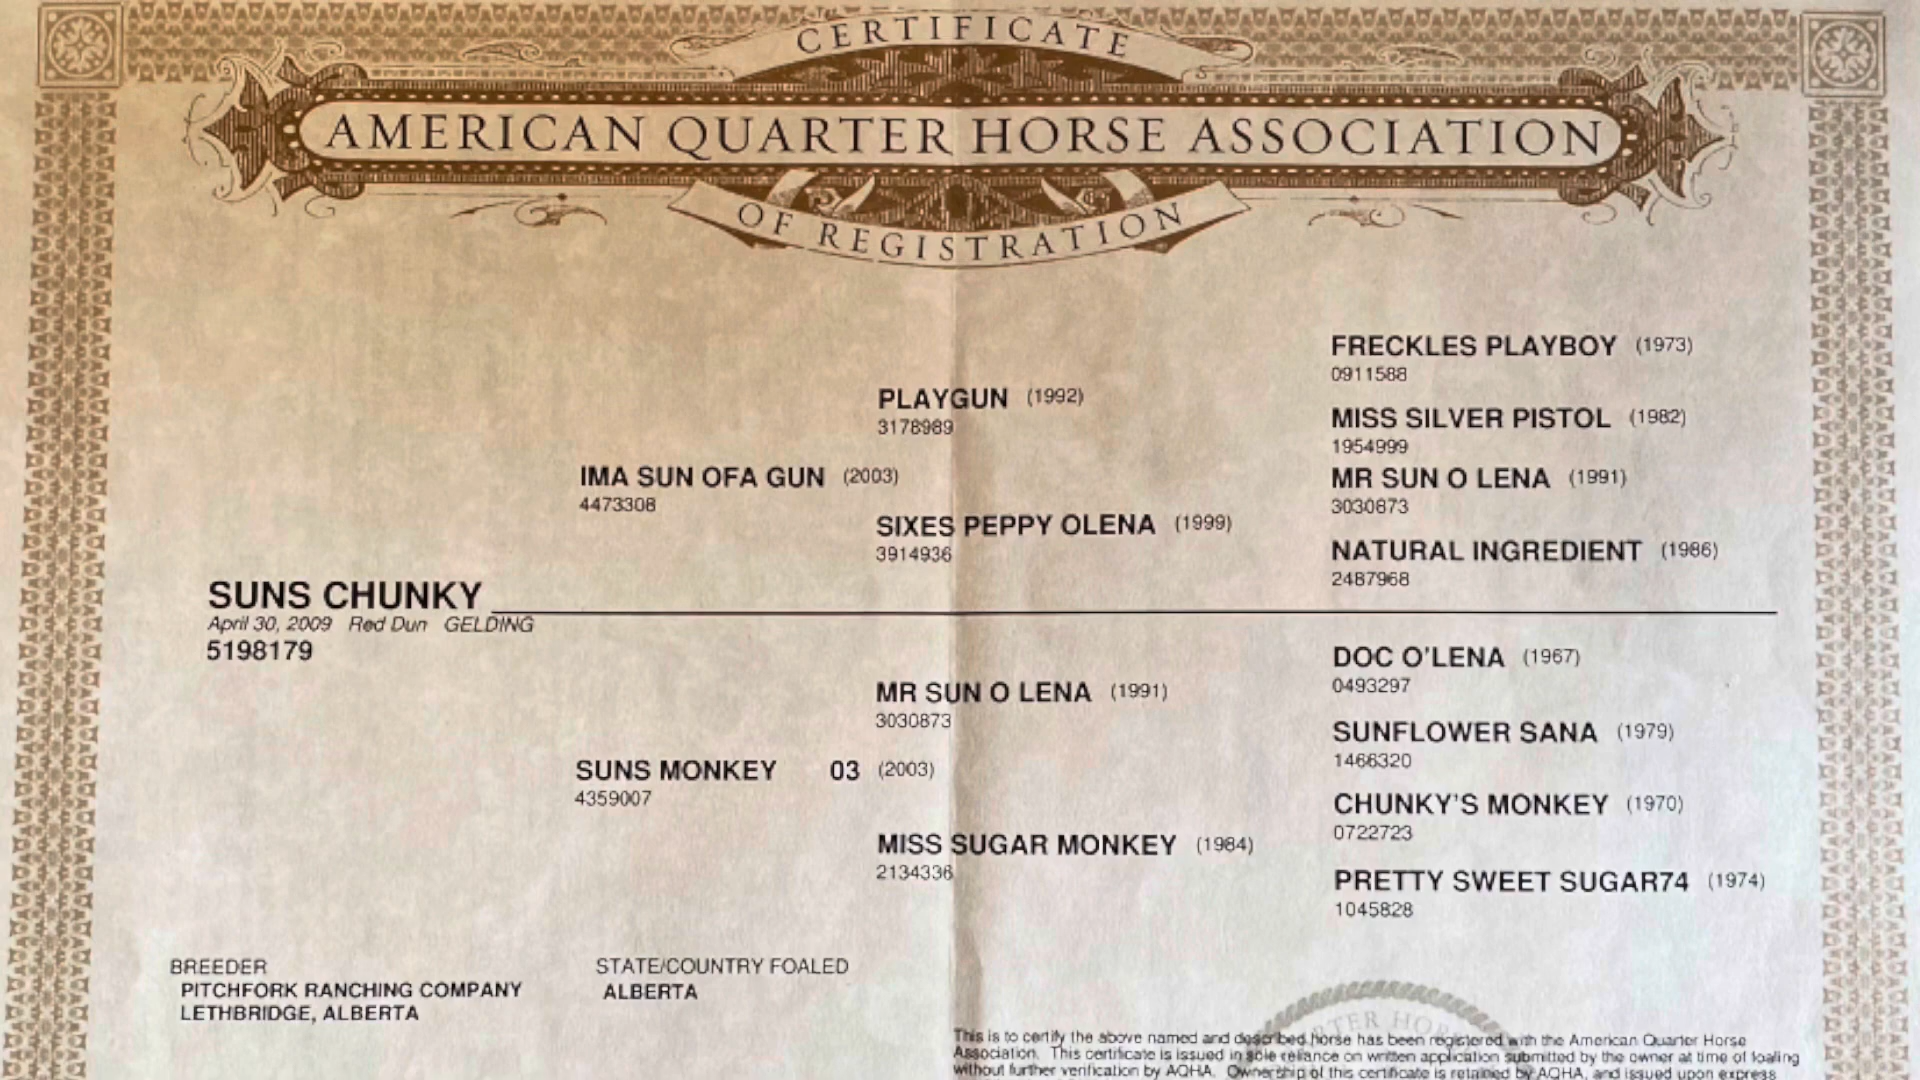 CERTIFICATE
AMERICAN QUARTER HORSE ASSOCIATION
OF REGISTRATION
FRECKLES PLAYBOY (1973)
0911588
PLAYGUN (1992)
3178989
MISS SILVER PISTOL (1982)
1954999
IMA SUN OFA GUN (2003)
4473308
MR SUN O LENA (1991)
3030873
SIXES PEPPY OLENA (1999)
3914936
NATURAL INGREDIENT (1986)
2487968
SUNS CHUNKY
April 30, 2009 Red Dun GELDING
5198179
DOC O'LENA (1967)
0493297
MR SUN O LENA (1991)
3030873
SUNFLOWER SANA (1979)
1466320
SUNS MONKEY 03 (2003)
4359007
CHUNKY'S MONKEY (1970)
0722723
MISS SUGAR MONKEY (1984)
2134336
PRETTY SWEET SUGAR74 (1974)
1045828
BREEDER
PITCHFORK RANCHING COMPANY
LETHBRIDGE, ALBERTA
STATE/COUNTRY FOALED
ALBERTA
This is to certify the above named and described horse has been registered with the American Quarter Horse
Association. This certificate is issued in sole reliance on written application submitted by the owner at time of foaling
without further verification by AQHA. Ownership of this certificate is retained by AQHA, and issued upon express